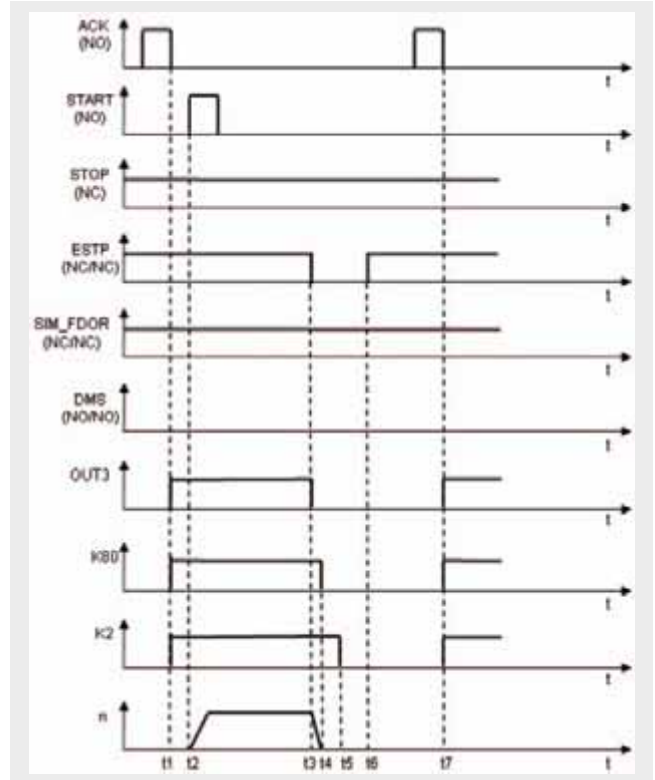 ACK
(NO)
t
START
(NO)
t
STOP
(NC)
t
ESTP
(NC/NC)
t
SIM_FDOR
(NC/NC)
t
DMS
(NO/NO)
t
OUT3
t
K80
t
K2
t
n
t1 t2 t3 t4 t5 t6 t7 t